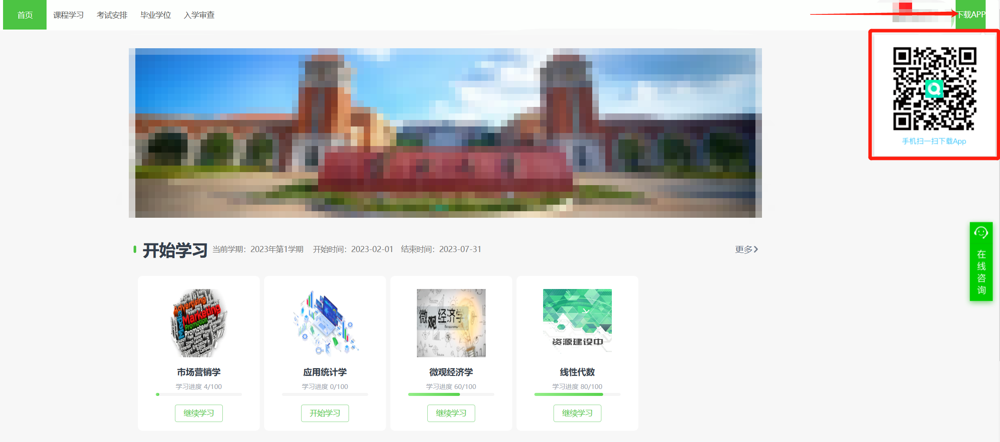 首页 课程学习 考试安排 毕业学位 入学审查 下载APP
手机扫一扫下载App
开始学习 当前学期：2023年第1学期 开始时间：2023-02-01 结束时间：2023-07-31 更多
在线咨询
Advertising
Media
Marketing
Promotion
Promote
微观经济学
资源建设中
市场营销学 应用统计学 微观经济学 线性代数
学习进度 4/100 学习进度 0/100 学习进度 60/100 学习进度 80/100
继续学习 开始学习 继续学习 继续学习